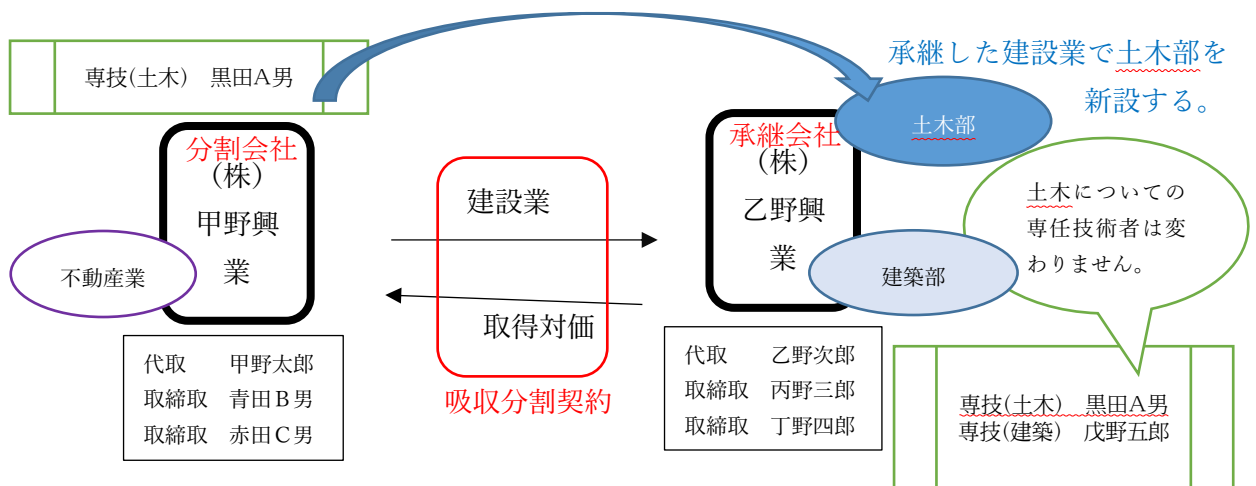 承継した建設業で土木部を
新設する。
専技(土木)　黒田A男
土木部
分割会社
(株)
甲野興
業
承継会社
(株)
乙野興
業
建設業
取得対価
吸収分割契約
不動産業
建築部
土木についての
専任技術者は変
わりません。
代取　　甲野太郎
取締取　青田B男
取締取　赤田C男
代取　　乙野次郎
取締取　丙野三郎
取締取　丁野四郎
専技(土木)　黒田A男
専技(建築)　戊野五郎